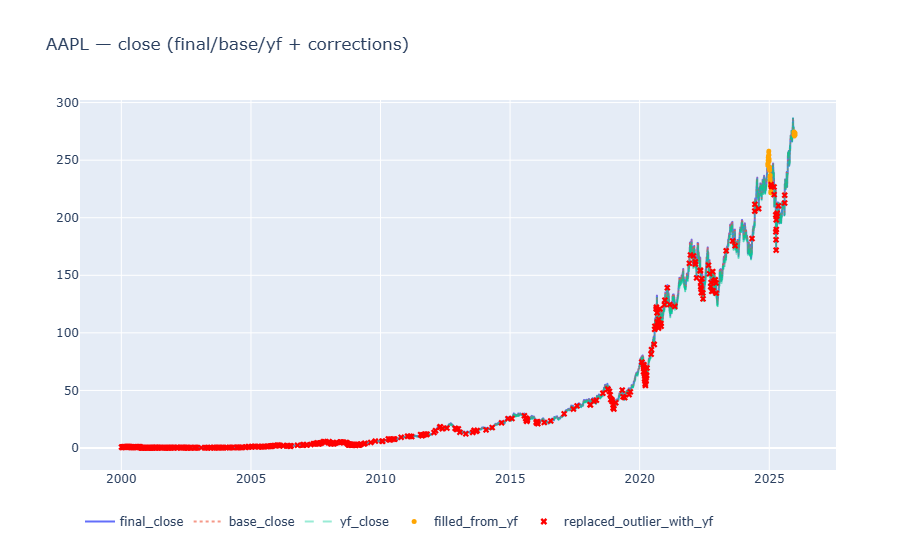 AAPL — close (final/base/yf + corrections)
300
250
200
150
100
50
0
2000 2005 2010 2015 2020 2025
final_close base_close yf_close filled_from_yf replaced_outlier_with_yf